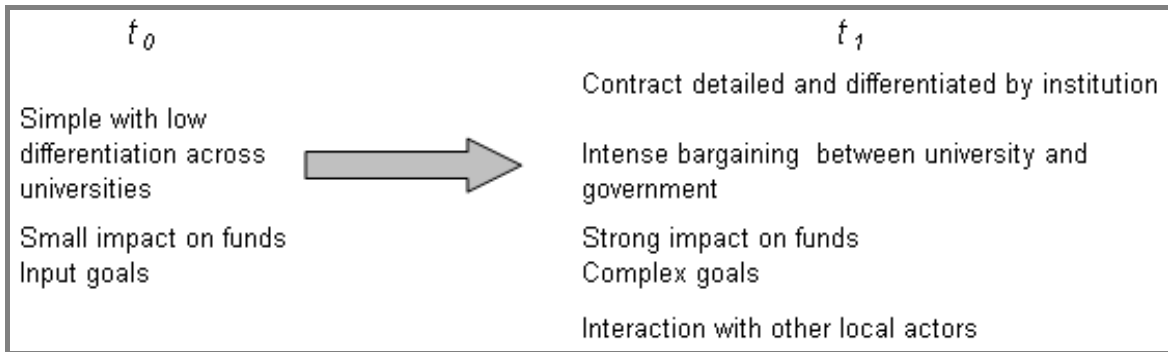 t0
t1
Contract detailed and differentiated by institution
Simple with low
differentiation across
universities
Intense bargaining between university and
government
Small impact on funds
Input goals
Strong impact on funds
Complex goals
Interaction with other local actors